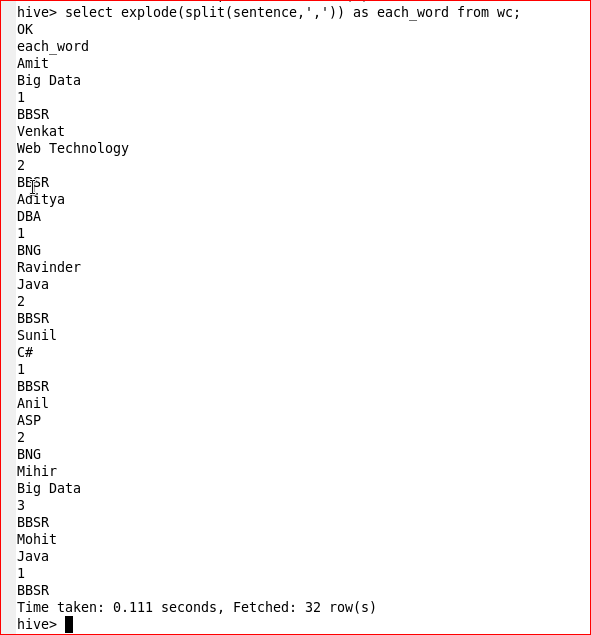 hive> select explode(split(sentence,',')) as each_word from wc;
OK
each_word
Amit
Big Data
1
BBSR
Venkat
Web Technology
2
BBSR
Aditya
DBA
1
BNG
Ravinder
Java
2
BBSR
Sunil
C#
1
BBSR
Anil
ASP
2
BNG
Mihir
Big Data
3
BBSR
Mohit
Java
1
BBSR
Time taken: 0.111 seconds, Fetched: 32 row(s)
hive>